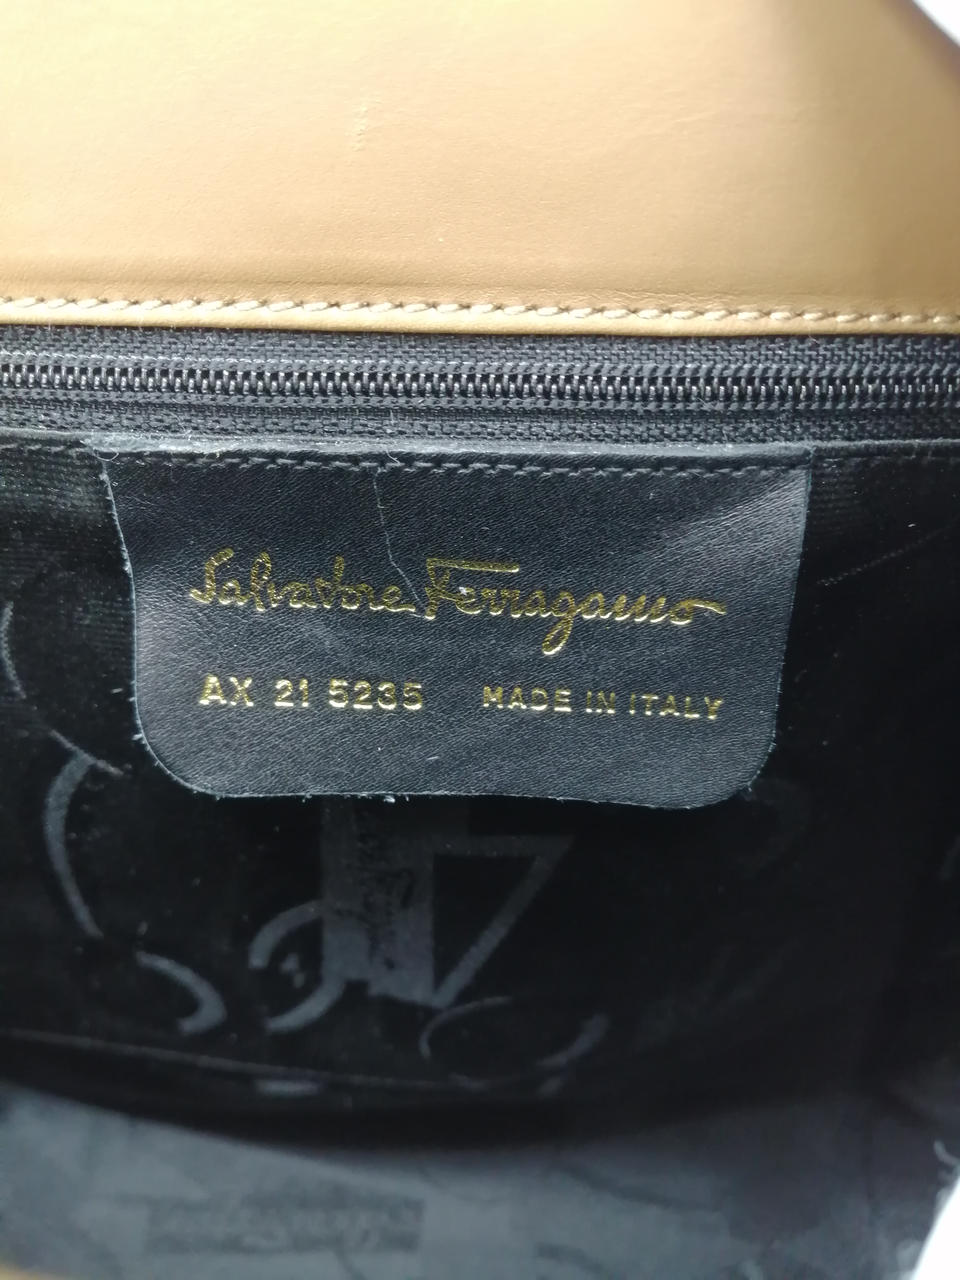 Salvatore Ferragamo
AX 21 5235 MADE IN ITALY